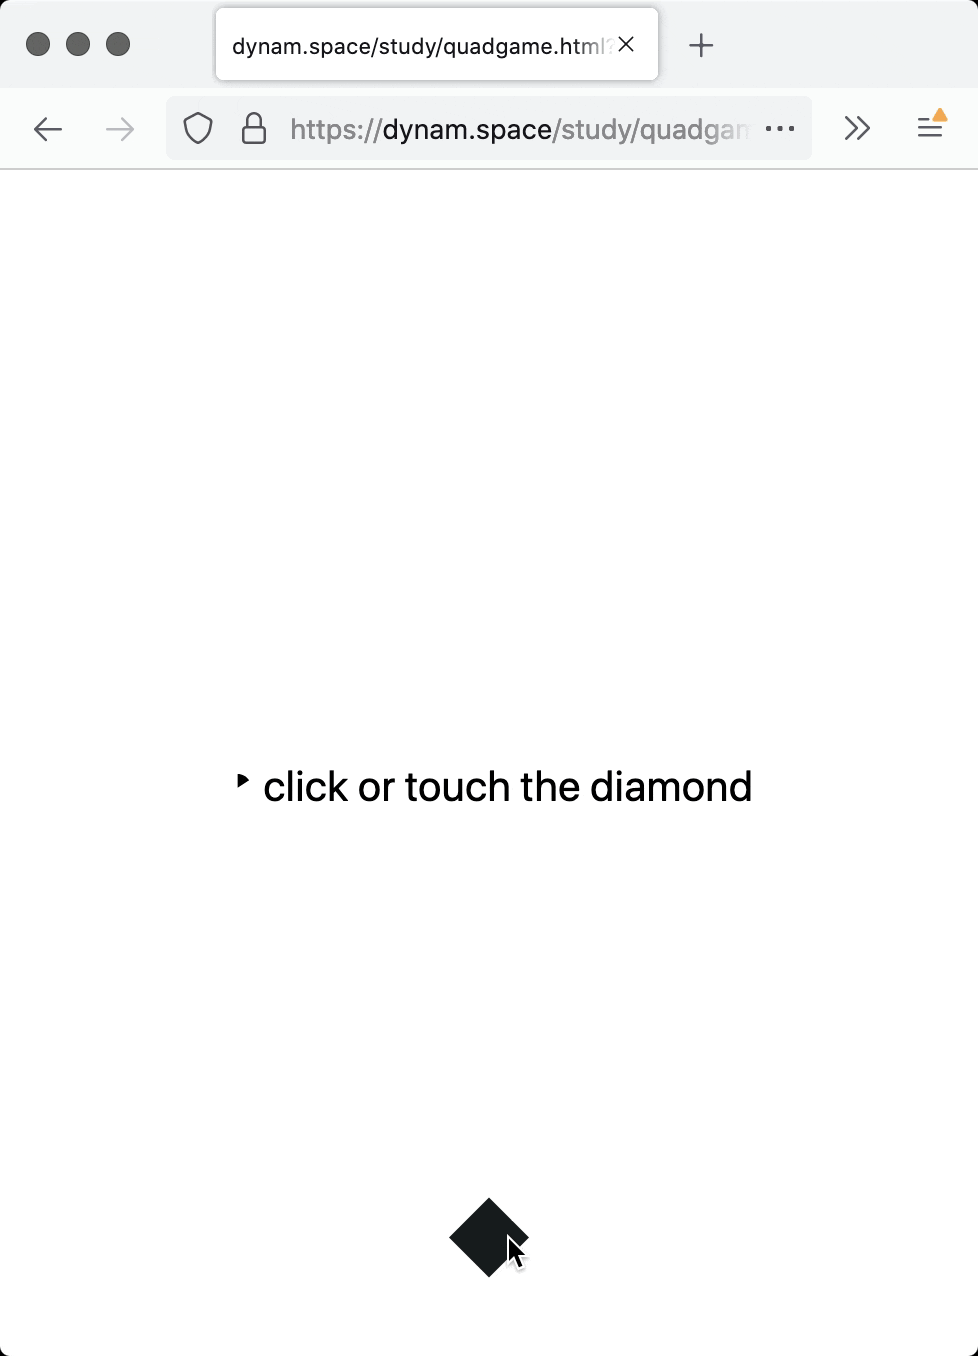 dynam.space/study/quadgame.html?
https://dynam.space/study/quadgam
click or touch the diamond